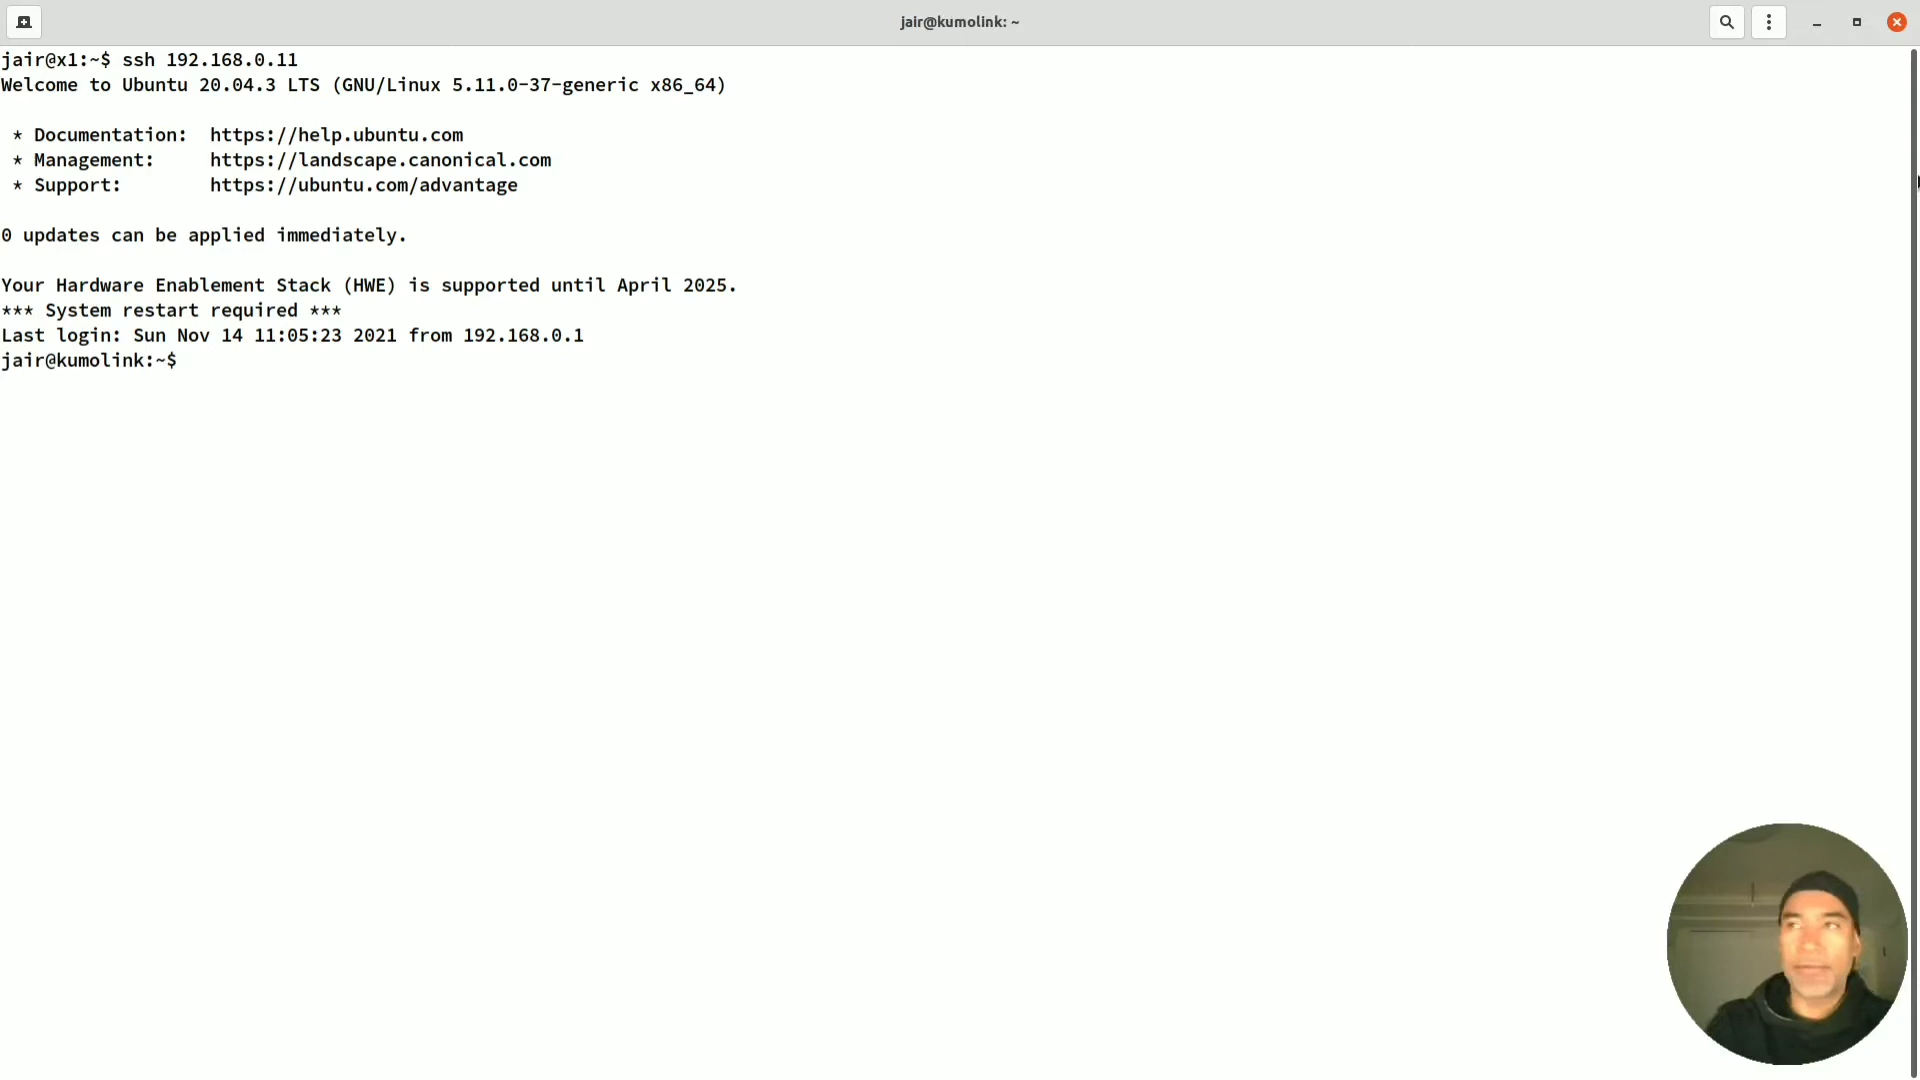 jair@kumolink: ~
jair@x1:~$ ssh 192.168.0.11
Welcome to Ubuntu 20.04.3 LTS (GNU/Linux 5.11.0-37-generic x86_64)
* Documentation:  https://help.ubuntu.com
* Management:     https://landscape.canonical.com
* Support:        https://ubuntu.com/advantage
0 updates can be applied immediately.
Your Hardware Enablement Stack (HWE) is supported until April 2025.
*** System restart required ***
Last login: Sun Nov 14 11:05:23 2021 from 192.168.0.1
jair@kumolink:~$